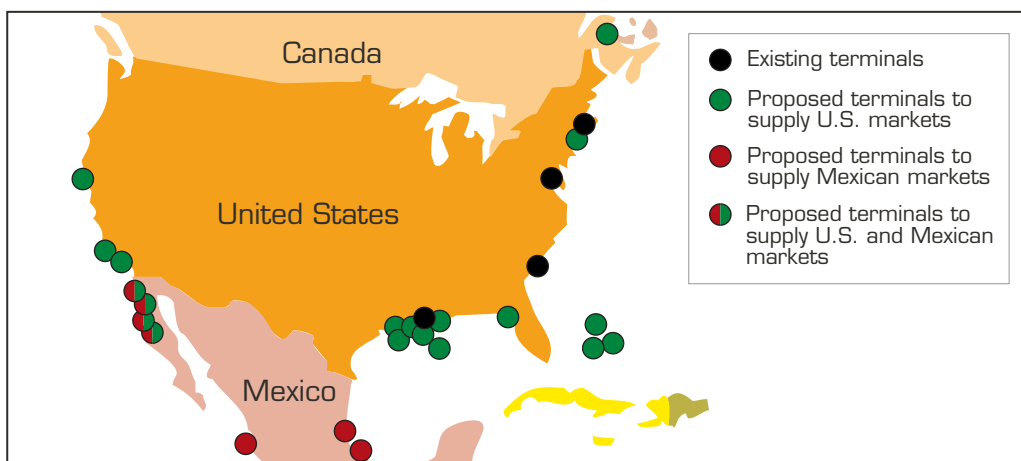 Canada
United States
Mexico
Existing terminals
Proposed terminals to
supply U.S. markets
Proposed terminals to
supply Mexican markets
Proposed terminals to
supply U.S. and Mexican
markets